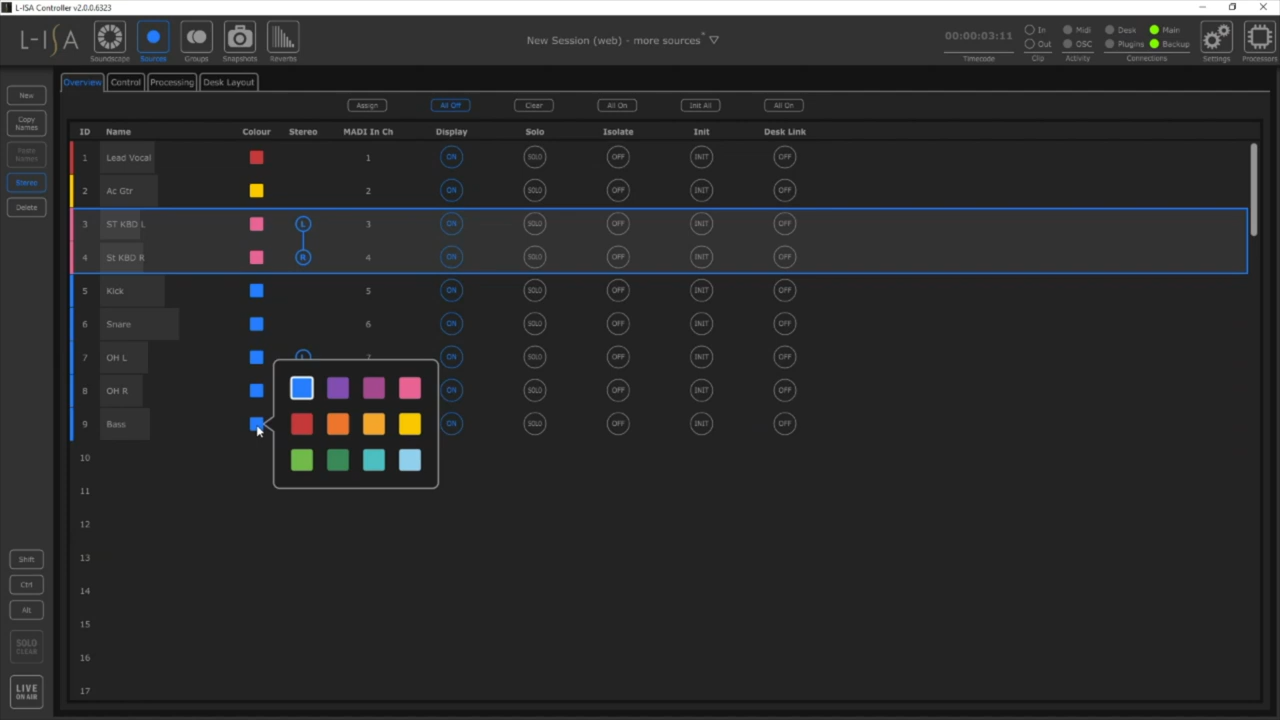 L-ISA Controller v2.0.0.6323
L-ISA
Soundscape
Sources
Groups
Snapshots
Reverbs
New Session (web) - more sources* ▽
00:00:03:11
Timecode
In
Out
Clip
Midi
OSC
Activity
Desk
Plugins
Main
Backup
Connections
Settings
Processors
Overview Control Processing Desk Layout
New
Copy Names
Paste Names
Stereo
Delete
Assign All Off Clear All On Init All All On
ID Name Colour Stereo MADI In Ch Display Solo Isolate Init Desk Link
1 Lead Vocal 1 ON SOLO OFF INIT OFF
2 Ac Gtr 2 ON SOLO OFF INIT OFF
3 ST KBD L L 3 ON SOLO OFF INIT OFF
4 St KBD R R 4 ON SOLO OFF INIT OFF
5 Kick 5 ON SOLO OFF INIT OFF
6 Snare 6 ON SOLO OFF INIT OFF
7 OH L L 7 ON SOLO OFF INIT OFF
8 OH R ON SOLO OFF INIT OFF
9 Bass ON SOLO OFF INIT OFF
10
11
12
13
14
15
16
17
Shift
Ctrl
Alt
SOLO
CLEAR
LIVE
ON AIR